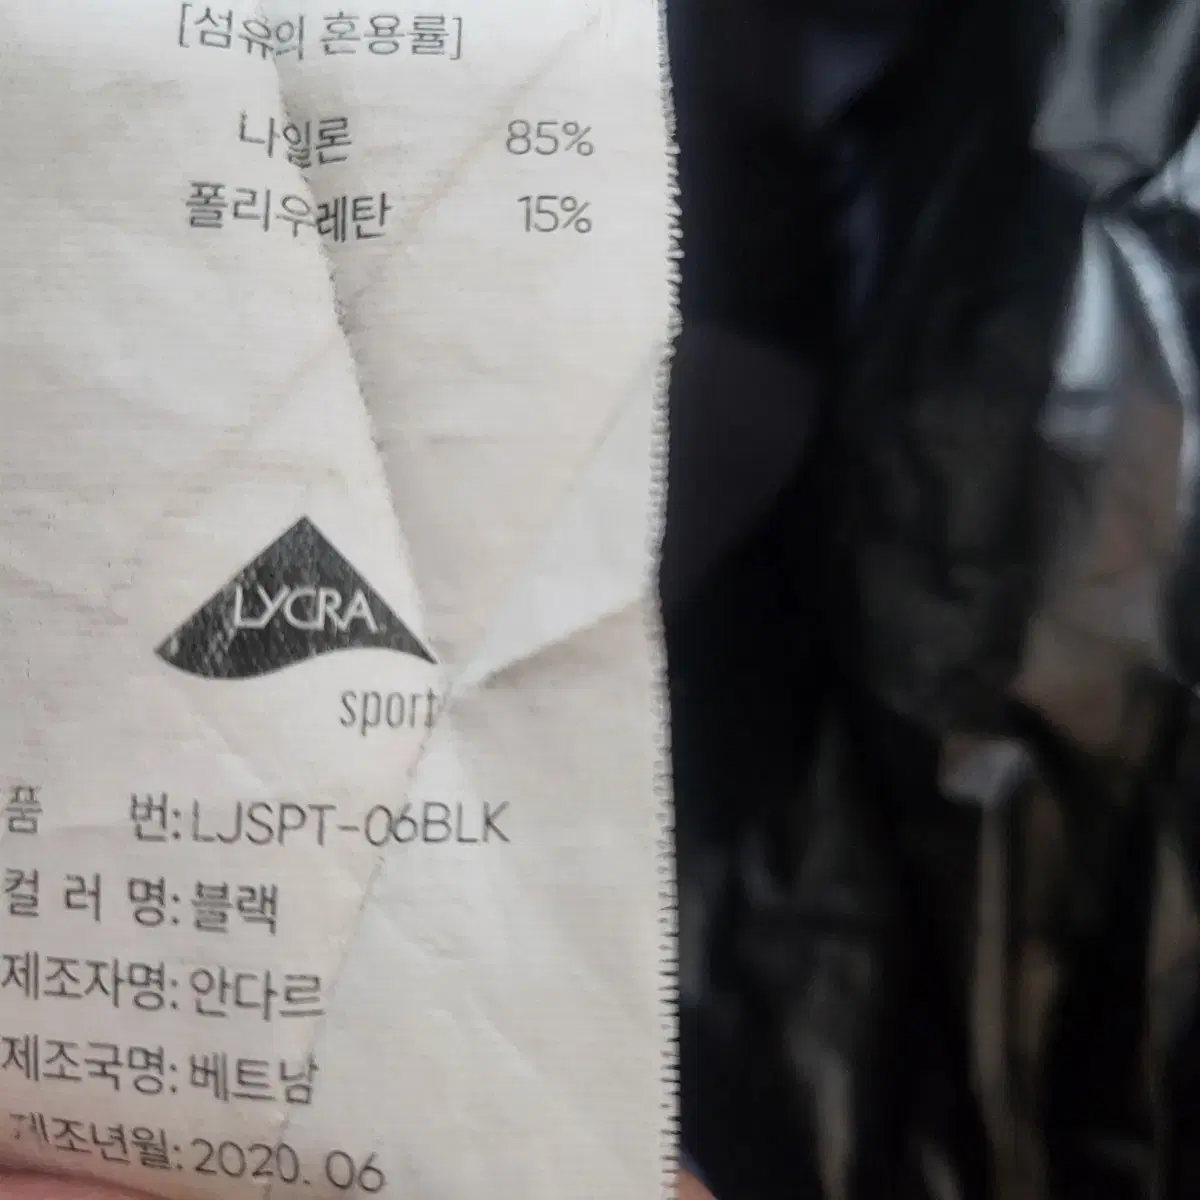 [섬유의 혼용률]
나일론 85%
폴리우레탄 15%
LYCRA
sport
품 번: LJSPT-06BLK
컬 러 명: 블랙
제조자명: 안다르
제조국명: 베트남
제조년월: 2020. 06